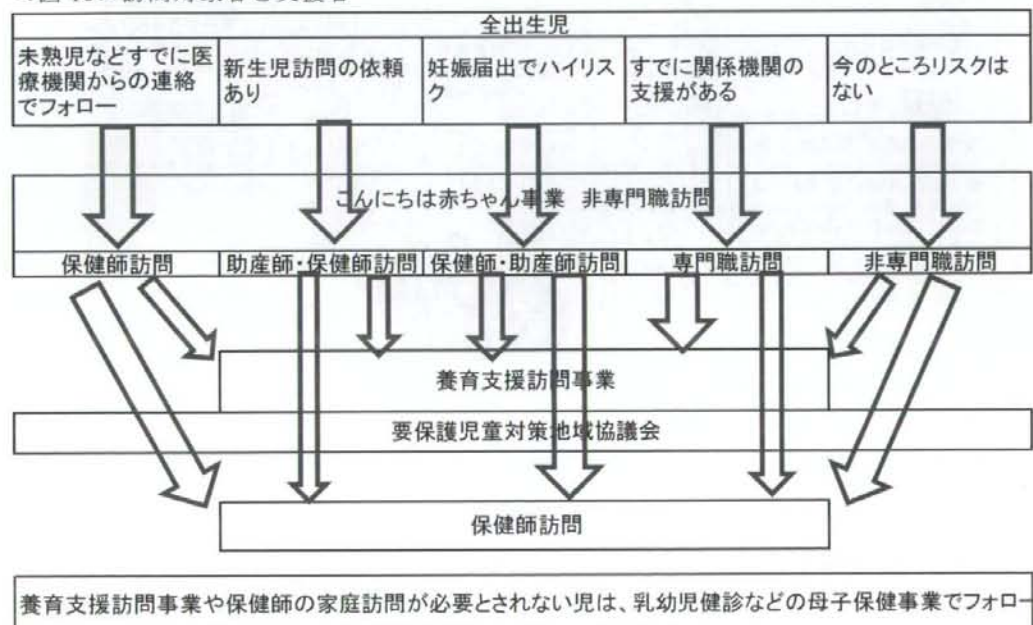 全出生児
未熟児などすでに医
療機関からの連絡
でフォロー
新生児訪問の依頼
あり
妊娠届出でハイリス
ク
すでに関係機関の
支援がある
今のところリスクは
ない
こんにちは赤ちゃん事業 非専門職訪問
保健師訪問
助産師・保健師訪問
保健師・助産師訪問
専門職訪問
非専門職訪問
養育支援訪問事業
要保護児童対策地域協議会
保健師訪問
養育支援訪問事業や保健師の家庭訪問が必要とされない児は、乳幼児健診などの母子保健事業でフォロー